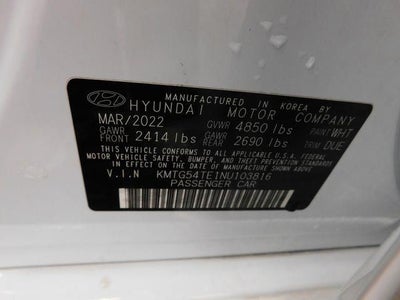 MANUFACTURED IN KOREA BY
HYUNDAI MOTOR COMPANY
MAR/2022 GVWR 4850 lbs PAINT WHT
GAWR FRONT 2414 lbs GAWR REAR 2690 lbs TRIM DUE
THIS VEHICLE CONFORMS TO ALL APPLICABLE U.S.A. FEDERAL
MOTOR VEHICLE SAFETY, BUMPER, AND THEFT PREVENTION STANDARDS
IN EFFECT ON THE DATE OF MANUFACTURE SHOWN ABOVE.
V.I.N KMTG54TE1NU103816
PASSENGER CAR